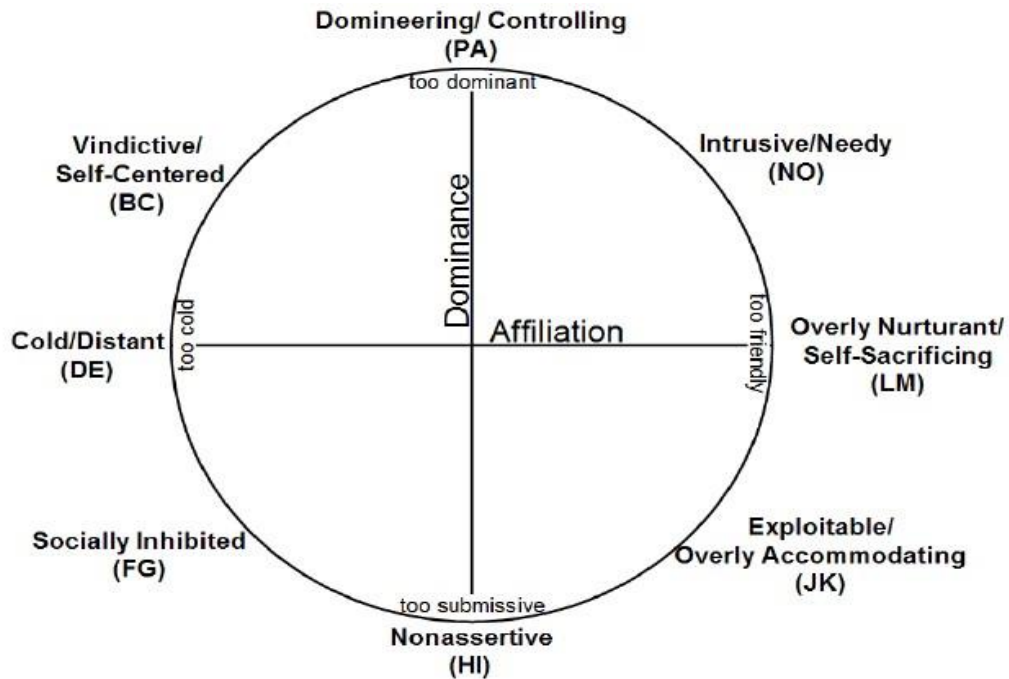 Domineering/ Controlling
(PA)
too dominant
Vindictive/
Self-Centered
(BC)
Intrusive/Needy
(NO)
Dominance
Affiliation
Cold/Distant
(DE)
too cold
too friendly
Overly Nurturant/
Self-Sacrificing
(LM)
Socially Inhibited
(FG)
Exploitable/
Overly Accommodating
(JK)
too submissive
Nonassertive
(HI)